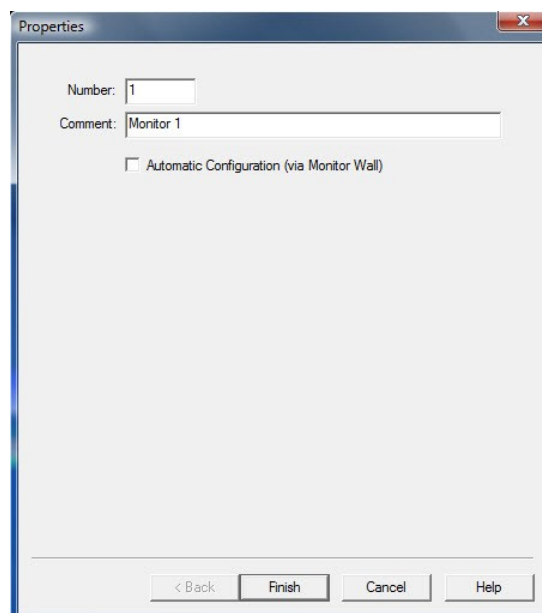 Properties
Number: 1
Comment: Monitor 1
Automatic Configuration (via Monitor Wall)
< Back Finish Cancel Help